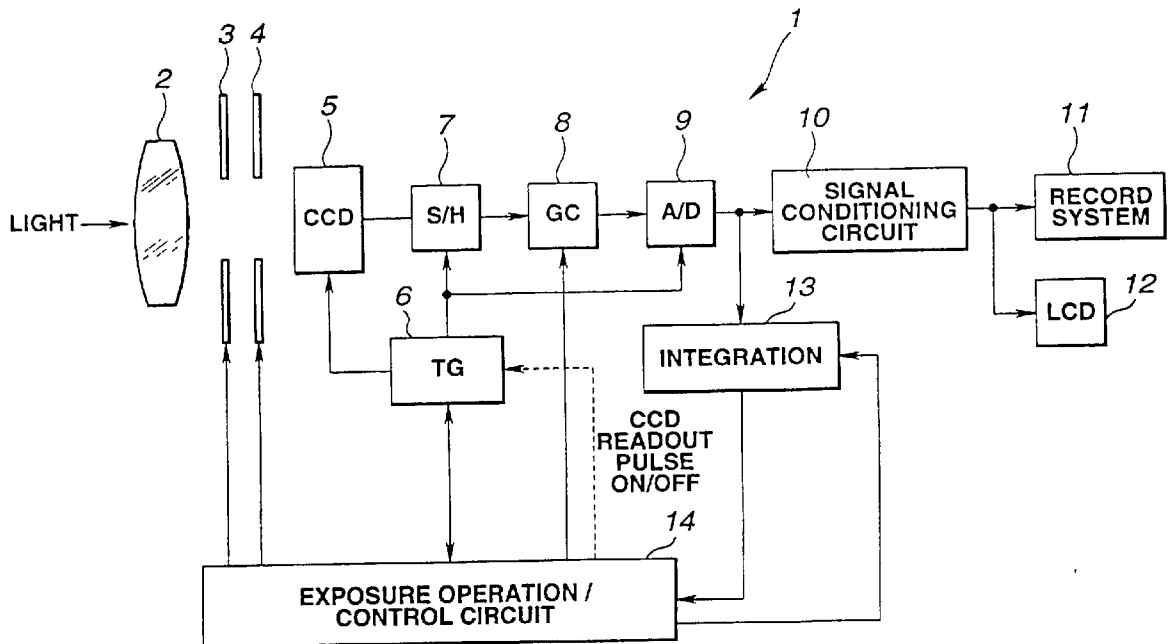 1
3 4
2
5
7
8
9
10
11
LIGHT
CCD
S/H
GC
A/D
SIGNAL
CONDITIONING
CIRCUIT
RECORD
SYSTEM
6
13
12
TG
INTEGRATION
LCD
CCD
READOUT
PULSE
ON/OFF
14
EXPOSURE OPERATION /
CONTROL CIRCUIT